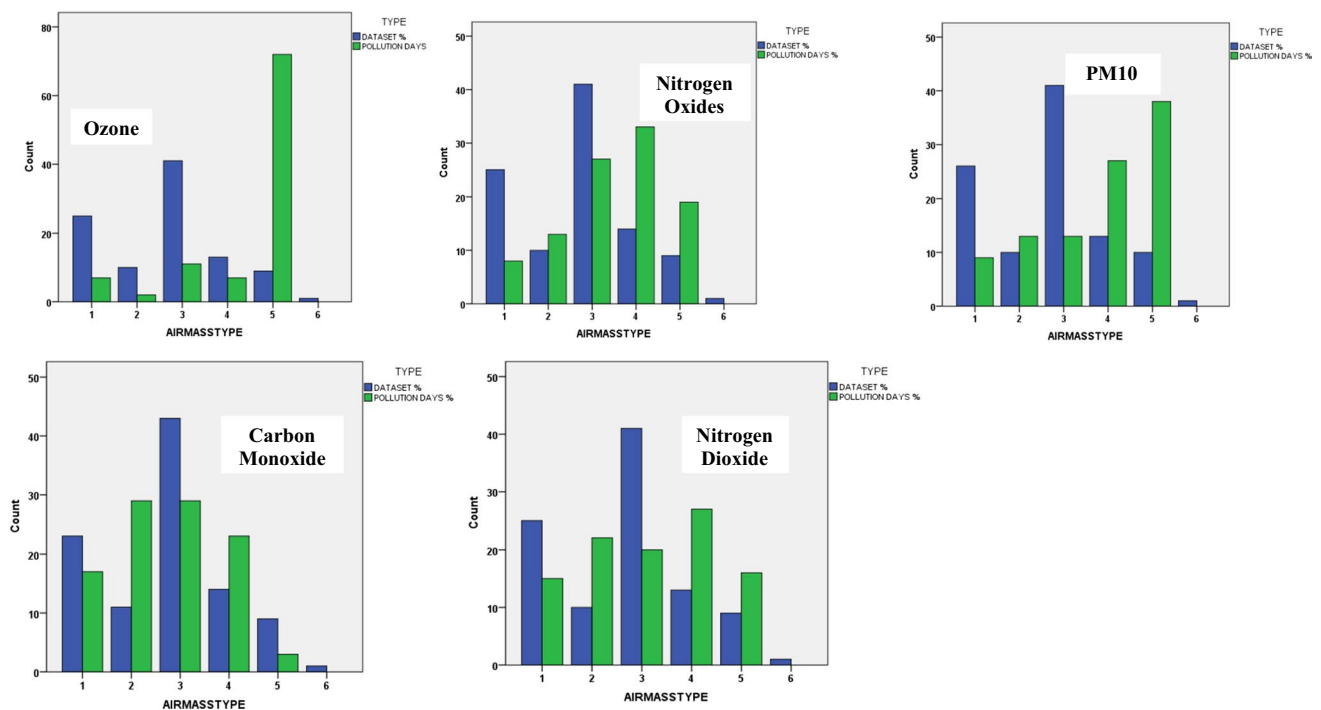 TYPE
DATASET %
POLLUTION DAYS
80
60
40
20
0
Count
Ozone
1 2 3 4 5 6
AIRMASSTYPE
TYPE
DATASET %
POLLUTION DAYS %
50
40
30
20
10
0
Count
Nitrogen
Oxides
1 2 3 4 5 6
AIRMASSTYPE
TYPE
DATASET %
POLLUTION DAYS %
50
40
30
20
10
0
Count
PM10
1 2 3 4 5 6
AIRMASSTYPE
TYPE
DATASET %
POLLUTION DAYS %
50
40
30
20
10
0
Count
Carbon
Monoxide
1 2 3 4 5 6
AIRMASSTYPE
TYPE
DATASET %
POLLUTION DAYS %
50
40
30
20
10
0
Count
Nitrogen
Dioxide
1 2 3 4 5 6
AIRMASSTYPE